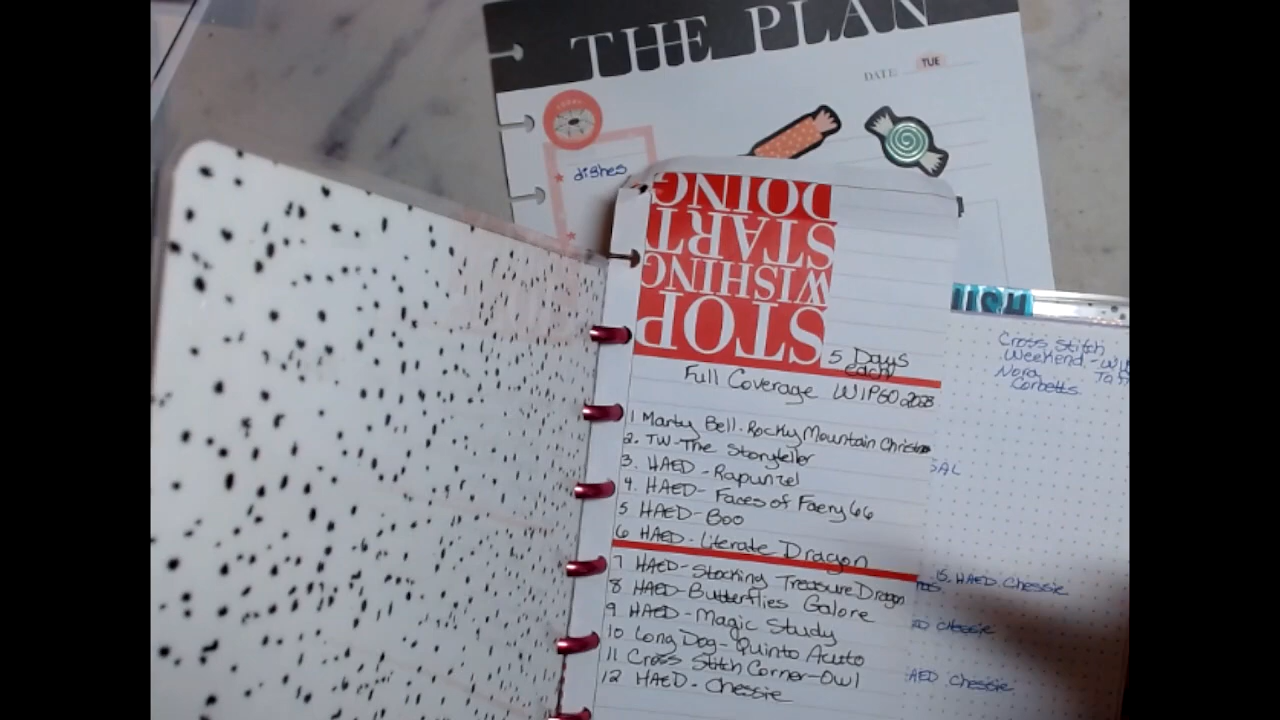 THE PLAN
DATE: TUE
TODAY
dishes
STOP
WISHING
START
DOING
5 Days
each
Full Coverage WIPGO 2023
1 Marty Bell-Rocky Mountain Christmas
2. TW-The Storyteller
3. HAED-Rapunzel
4. HAED-Faces of Faery 66
5 HAED-Boo
6 HAED-Literate Dragon
7 HAED-Stocking Treasure Dragon
8 HAED-Butterflies Galore
9 HAED-Magic Study
10 Long Dog-Quinto Acuto
11 Cross Stitch Corner-Owl
12 HAED-Chessie
Cross Stitch
Weekend-
Nora
Corbetts
SAL
15. HAED Chessie
Chessie
AED Chessie